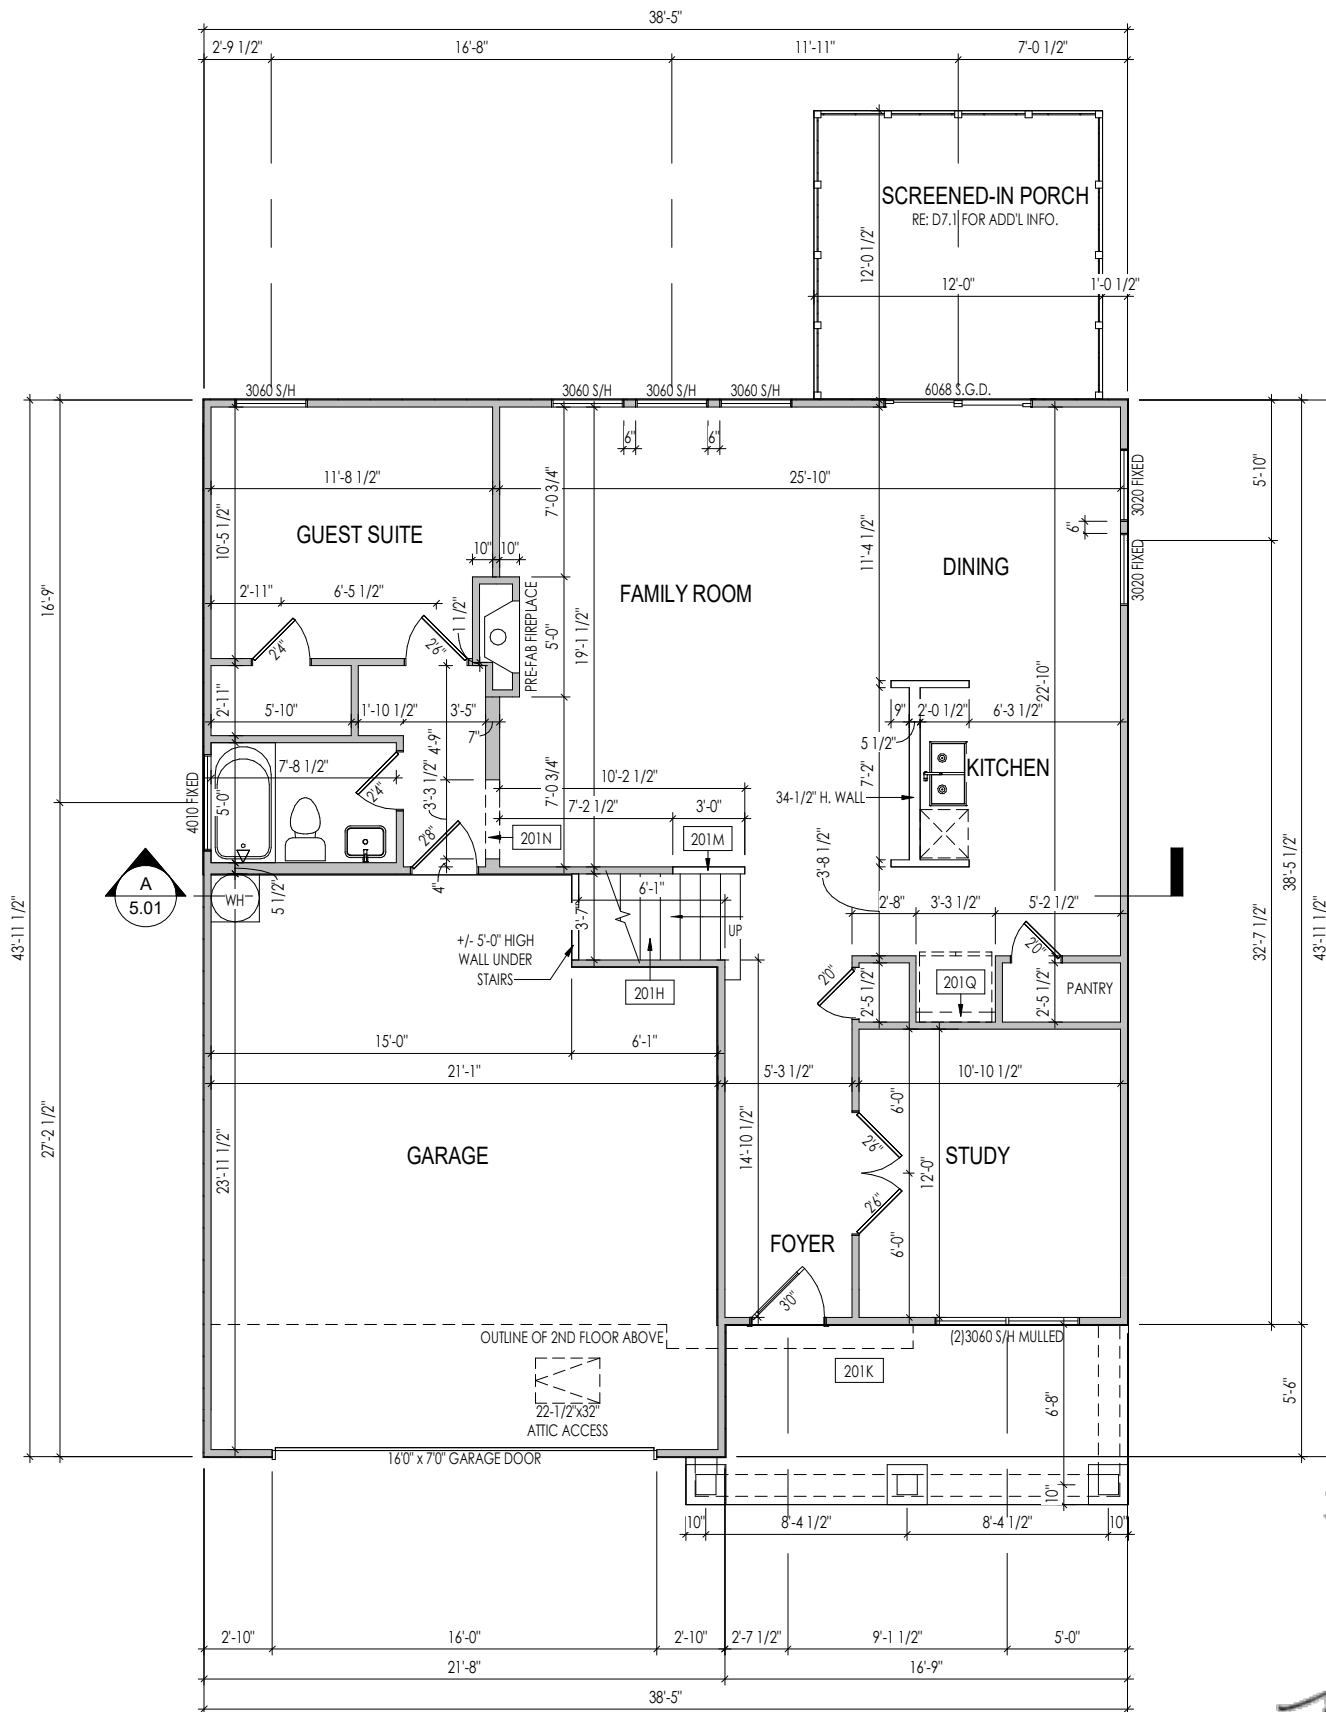 38'-5"
2'-9 1/2" 16'-8" 11'-11" 7'-0 1/2"
SCREENED-IN PORCH
RE: D7.1 FOR ADD'L INFO.
12'-0 1/2"
12'-0" 1'-0 1/2"
3060 S/H 3060 S/H 3060 S/H 3060 S/H 6068 S.G.D.
6" 6"
11'-8 1/2" 25'-10"
7'-0 3/4"
3020 FIXED
5'-10"
10'-5 1/2"
GUEST SUITE
11'-4 1/2"
6"
10" 10"
DINING
FAMILY ROOM
3020 FIXED
2'-11" 6'-5 1/2"
1 1/2"
PRE-FAB FIREPLACE
5'-0"
19'-1 1/2"
16'-9"
2'4"
2'6"
22'-10"
2'-11"
5'-10" 1'-10 1/2" 3'-5"
9" 2'-0 1/2" 6'-3 1/2"
7"
5 1/2"
4'-9"
7'-8 1/2"
KITCHEN
7'-2"
10'-2 1/2"
4010 FIXED
5'-0"
2'4"
3'-3 1/2"
7'-0 3/4"
34-1/2" H. WALL
7'-2 1/2" 3'-0"
2'8"
201N
201M
3'-8 1/2"
A
5.01
WH
5 1/2"
4"
6'-1"
3'-7"
UP
38'-5 1/2"
43'-11 1/2"
32'-7 1/2"
43'-11 1/2"
2'-8" 3'-3 1/2" 5'-2 1/2"
+/- 5'-0" HIGH
WALL UNDER
STAIRS
2'0"
2'0"
201H
201Q
PANTRY
2'-5 1/2"
2'-5 1/2"
15'-0" 6'-1"
21'-1" 5'-3 1/2" 10'-10 1/2"
6'-0"
27'-2 1/2"
23'-11 1/2"
GARAGE
14'-10 1/2"
2'6"
12'-0"
STUDY
2'6"
FOYER
6'-0"
3'0"
OUTLINE OF 2ND FLOOR ABOVE
(2)3060 S/H MULLED
201K
22-1/2"x32"
ATTIC ACCESS
6'-8"
5'-6"
16'0" x 7'0" GARAGE DOOR
10"
10" 8'-4 1/2" 8'-4 1/2" 10"
2'-10" 16'-0" 2'-10" 2'-7 1/2" 9'-1 1/2" 5'-0"
21'-8" 16'-9"
38'-5"